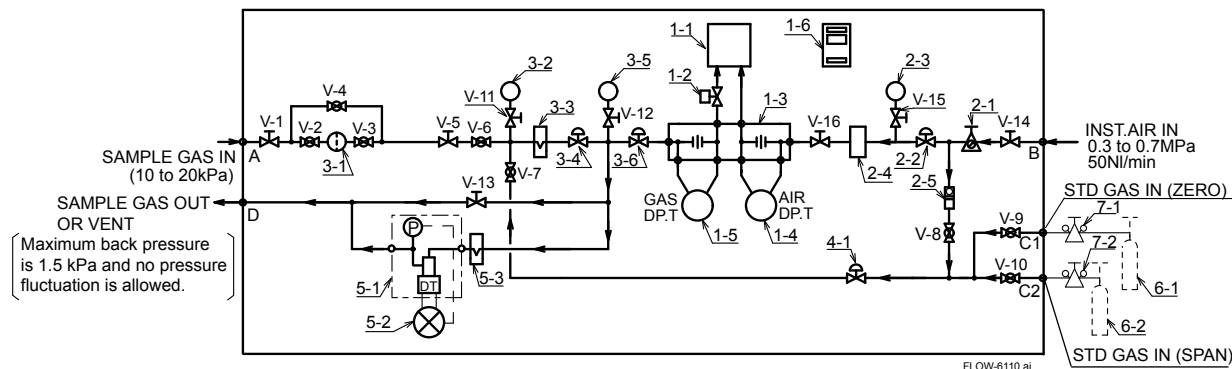 1-1
1-6
3-2
3-5
2-3
1-2
V-4
V-11
3-3
V-12
1-3
V-15
2-1
V-1
V-2
V-3
V-5
V-6
V-16
V-14
A
B
3-1
3-4
3-6
2-4
2-2
INST.AIR IN
0.3 to 0.7MPa
50Nl/min
SAMPLE GAS IN
(10 to 20kPa)
V-7
2-5
V-13
GAS
DP.T
AIR
DP.T
STD GAS IN (ZERO)
SAMPLE GAS OUT
OR VENT
D
V-9
7-1
P
V-8
C1
1-5
1-4
4-1
V-10
7-2
Maximum back pressure
is 1.5 kPa and no pressure
fluctuation is allowed.
5-3
5-1
DT
C2
6-1
5-2
6-2
STD GAS IN (SPAN)
FLOW-6110.ai